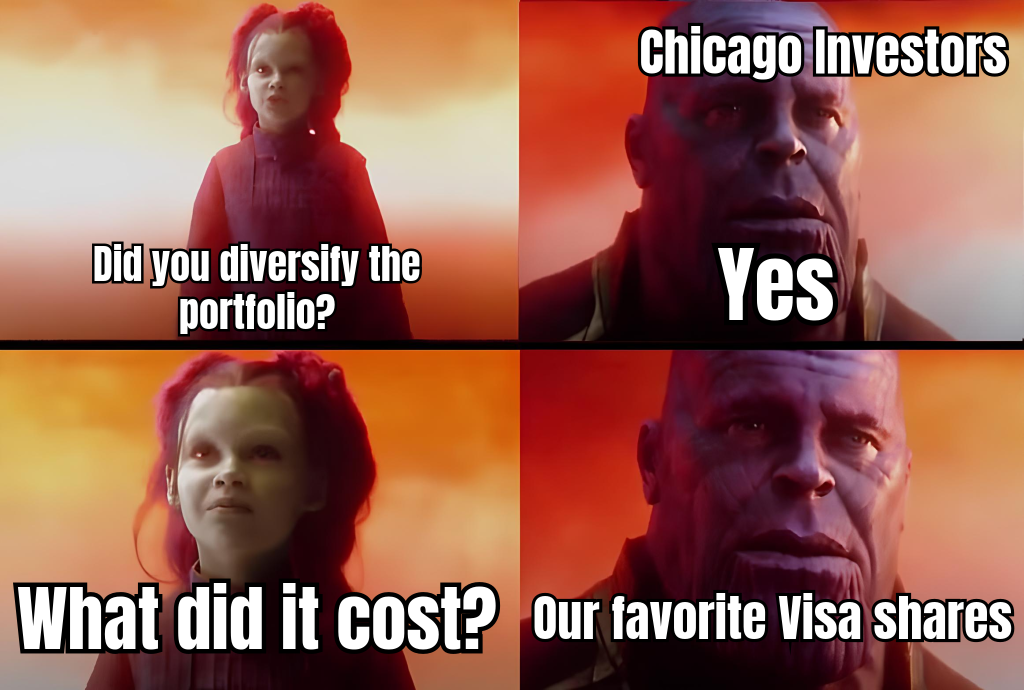 Did you diversify the
portfolio?
Chicago Investors
Yes
What did it cost?
Our favorite Visa shares